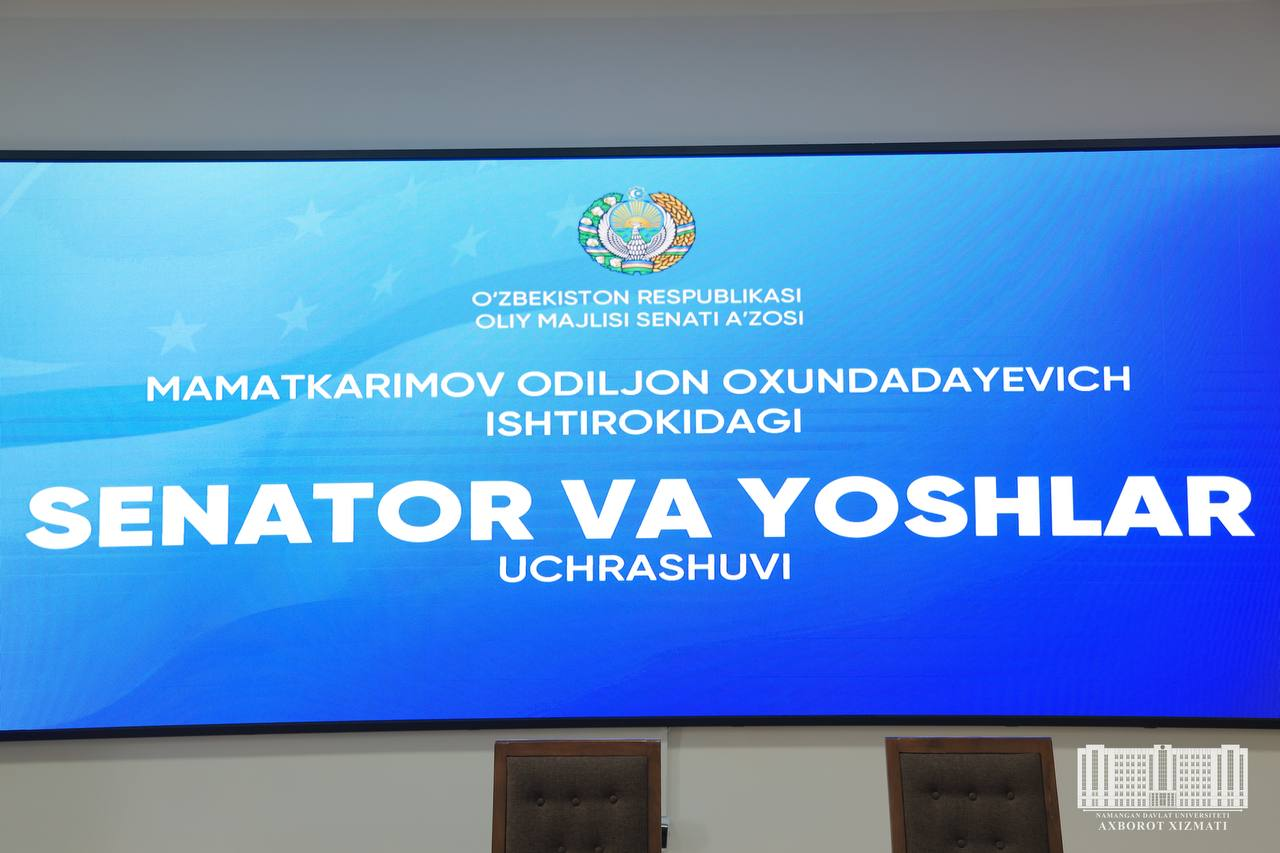 O'ZBEKISTON RESPUBLIKASI
OLIY MAJLISI SENATI A'ZOSI
MAMATKARIMOV ODILJON OXUNDADAYEVICH
ISHTIROKIDAGI
SENATOR VA YOSHLAR
UCHRASHUVI
NAMANGAN DAVLAT UNIVERSITETI
AXBOROT XIZMATI